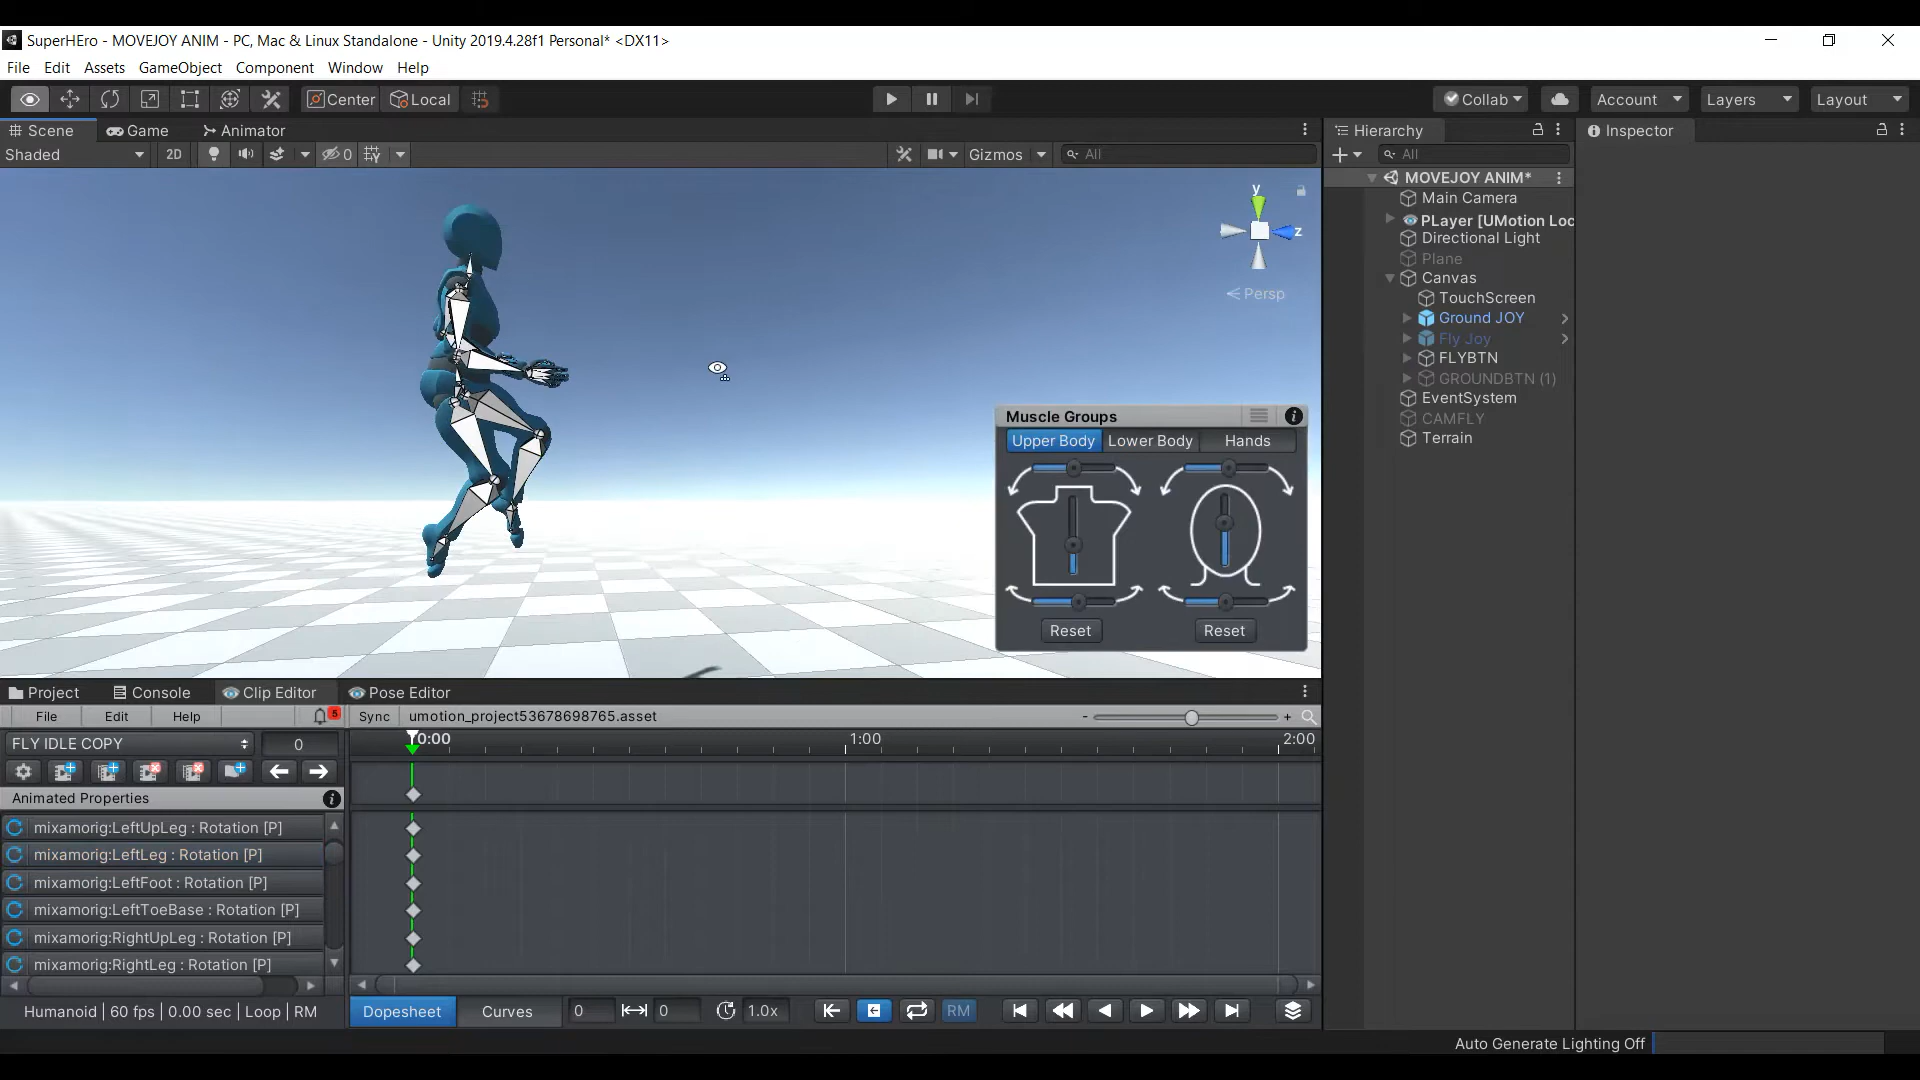 SuperHEro - MOVEJOY ANIM - PC, Mac & Linux Standalone - Unity 2019.4.28f1 Personal* <DX11>
File Edit Assets GameObject Component Window Help
Center Local Collab Account Layers Layout
Scene Game Animator
Shaded 2D 0 Gizmos All
y
z
Persp
Muscle Groups
Upper Body Lower Body Hands
Reset Reset
Hierarchy
All
MOVEJOY ANIM*
Main Camera
PLayer [UMotion Loc
Directional Light
Plane
Canvas
TouchScreen
Ground JOY
Fly Joy
FLYBTN
GROUNDBTN (1)
EventSystem
CAMFLY
Terrain
Inspector
Project Console Clip Editor Pose Editor
File Edit Help 5 Sync umotion_project53678698765.asset - +
FLY IDLE COPY 0 0:00 1:00 2:00
Animated Properties
mixamorig:LeftUpLeg : Rotation [P]
mixamorig:LeftLeg : Rotation [P]
mixamorig:LeftFoot : Rotation [P]
mixamorig:LeftToeBase : Rotation [P]
mixamorig:RightUpLeg : Rotation [P]
mixamorig:RightLeg : Rotation [P]
Humanoid | 60 fps | 0.00 sec | Loop | RM Dopesheet Curves 0 0 1.0x RM
Auto Generate Lighting Off